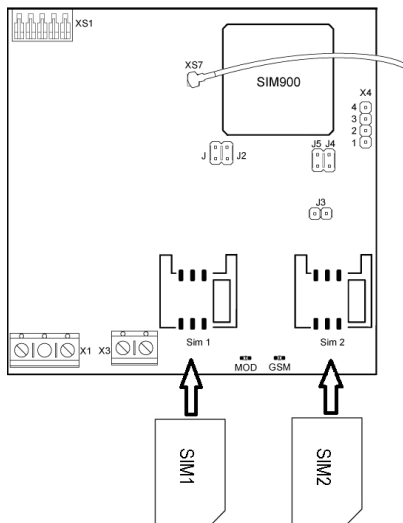 XS1
XS7
SIM900
X4
4
3
2
1
J
J2
J5 J4
J3
Sim 1
Sim 2
X1
X3
MOD
GSM
SIM1
SIM2